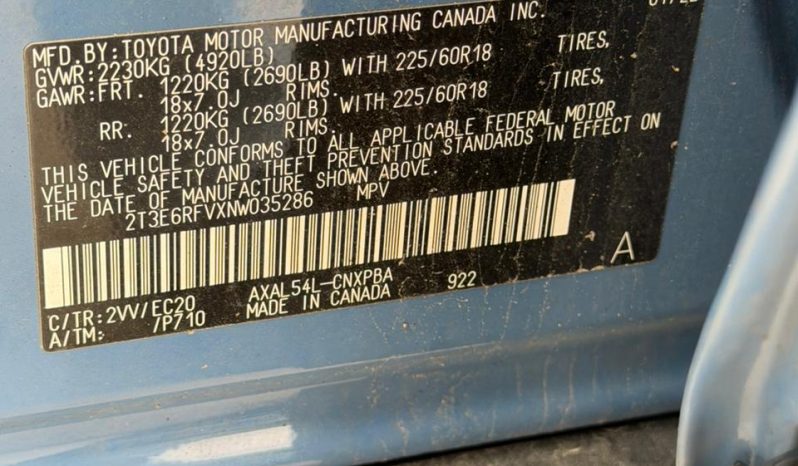 MFD.BY:TOYOTA MOTOR MANUFACTURING CANADA INC.
GVWR:2230KG (4920LB)
GAWR:FRT. 1220KG (2690LB) WITH 225/60R18 TIRES,
18x7.0J RIMS.
RR. 1220KG (2690LB) WITH 225/60R18 TIRES,
18x7.0J RIMS.
THIS VEHICLE CONFORMS TO ALL APPLICABLE FEDERAL MOTOR
VEHICLE SAFETY AND THEFT PREVENTION STANDARDS IN EFFECT ON
THE DATE OF MANUFACTURE SHOWN ABOVE.
2T3E6RFVXNW035286 MPV
A
C/TR:2VV/EC20 AXAL54L-CNXPBA 922
A/TM: /P710 MADE IN CANADA